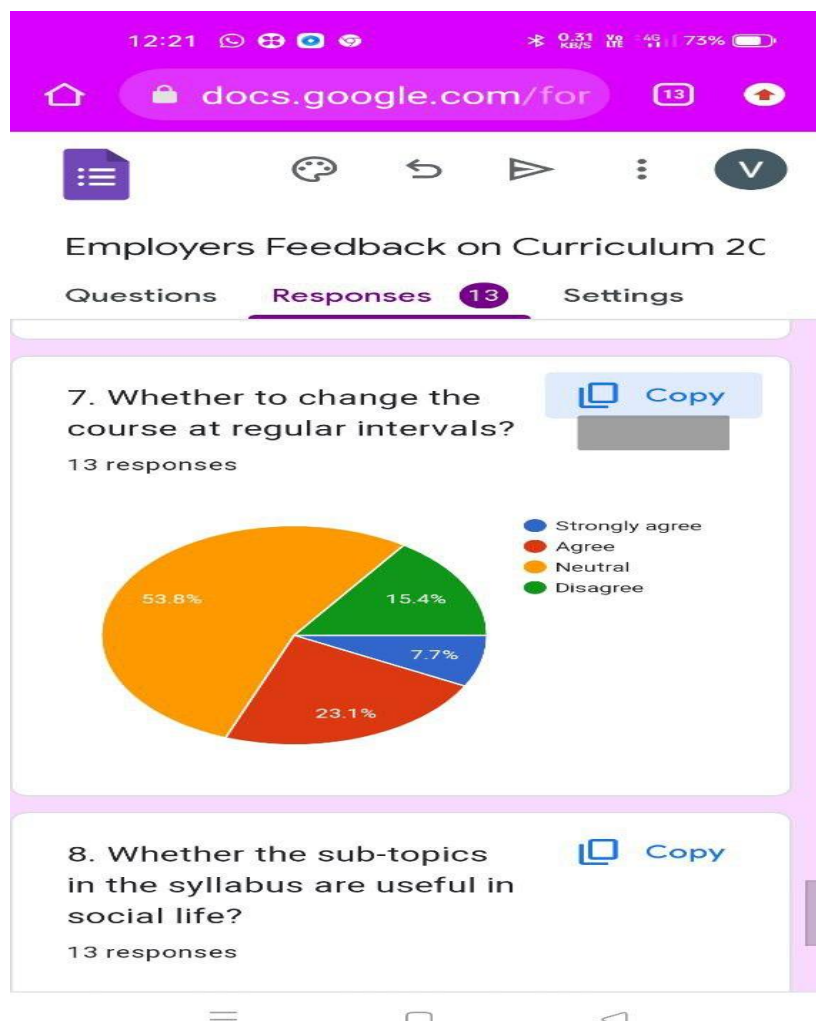 12:21 0.31 KB/S Vo LTE 4G 73%
docs.google.com/for 13
V
Employers Feedback on Curriculum 2C
Questions Responses 13 Settings
7. Whether to change the Copy
course at regular intervals?
13 responses
Strongly agree
Agree
Neutral
Disagree
53.8% 15.4%
7.7%
23.1%
8. Whether the sub-topics Copy
in the syllabus are useful in
social life?
13 responses